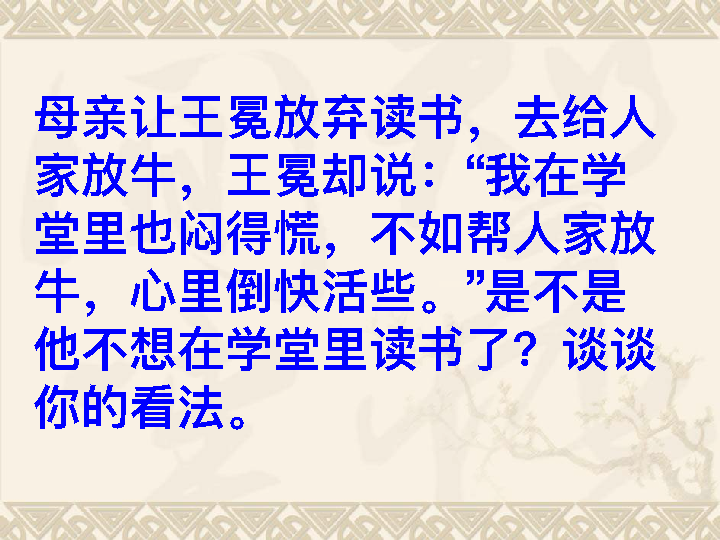 母亲让王冕放弃读书，去给人
家放牛，王冕却说：“我在学
堂里也闷得慌，不如帮人家放
牛，心里倒快活些。”是不是
他不想在学堂里读书了？谈谈
你的看法。